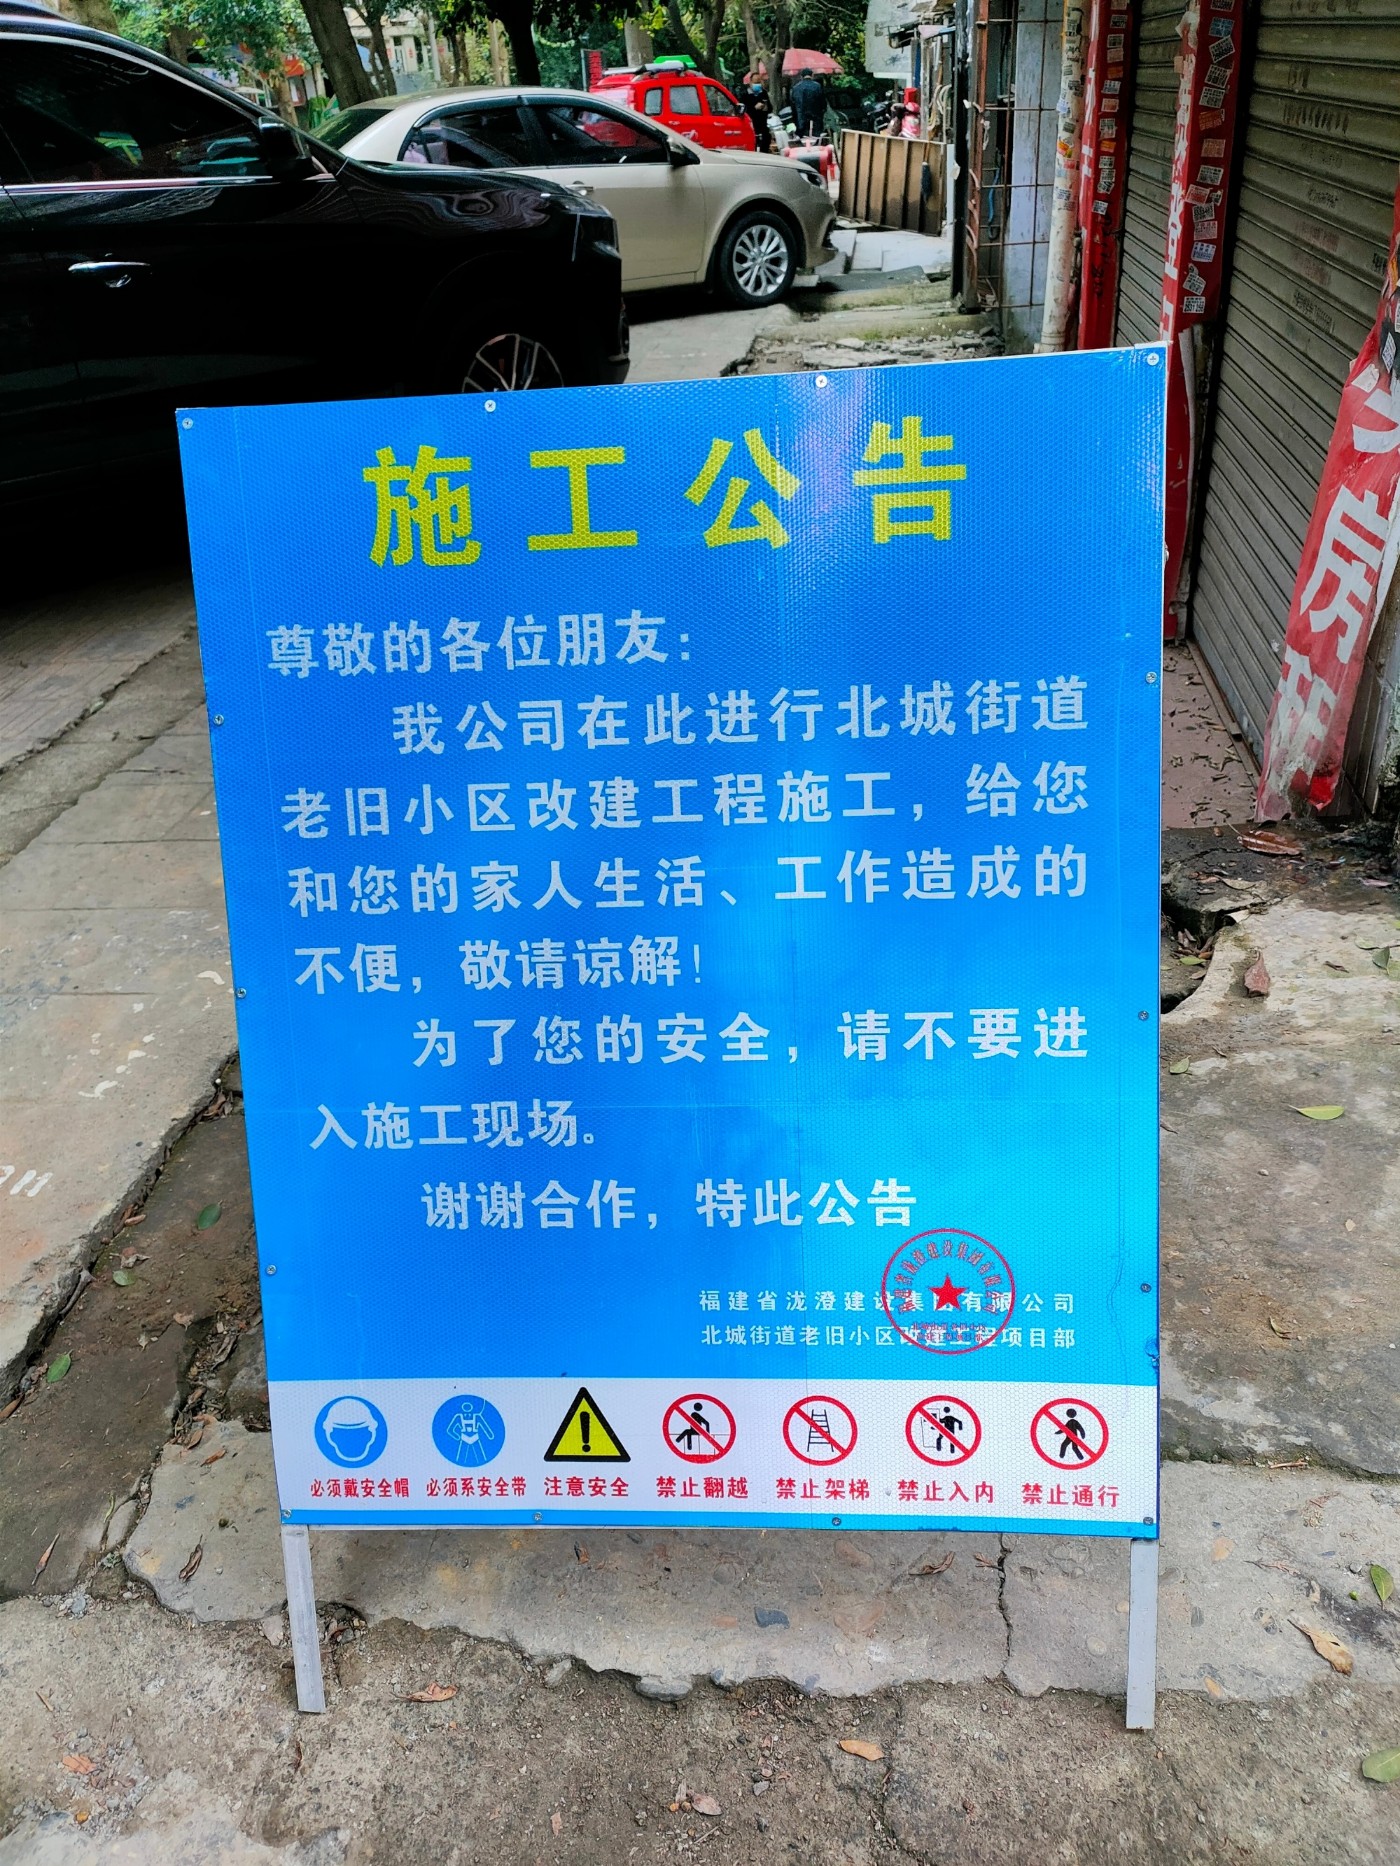 施工公告
尊敬的各位朋友：
我公司在此进行北城街道
老旧小区改建工程施工，给您
和您的家人生活、工作造成的
不便，敬请谅解！
为了您的安全，请不要进
入施工现场。
谢谢合作，特此公告
福建省泷澄建设集团有限公司
北城街道老旧小区改建工程项目部
必须戴安全帽 必须系安全带 注意安全 禁止翻越 禁止架梯 禁止入内 禁止通行
房